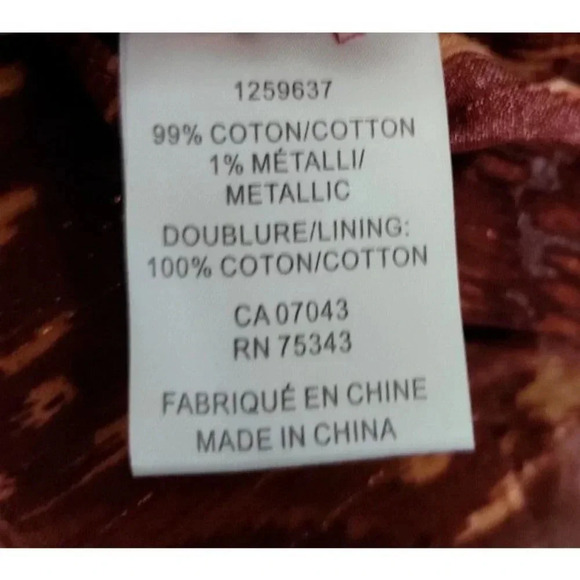 1259637
99% COTON/COTTON
1% MÉTALLI/
METALLIC
DOUBLURE/LINING:
100% COTON/COTTON
CA 07043
RN 75343
FABRIQUÉ EN CHINE
MADE IN CHINA